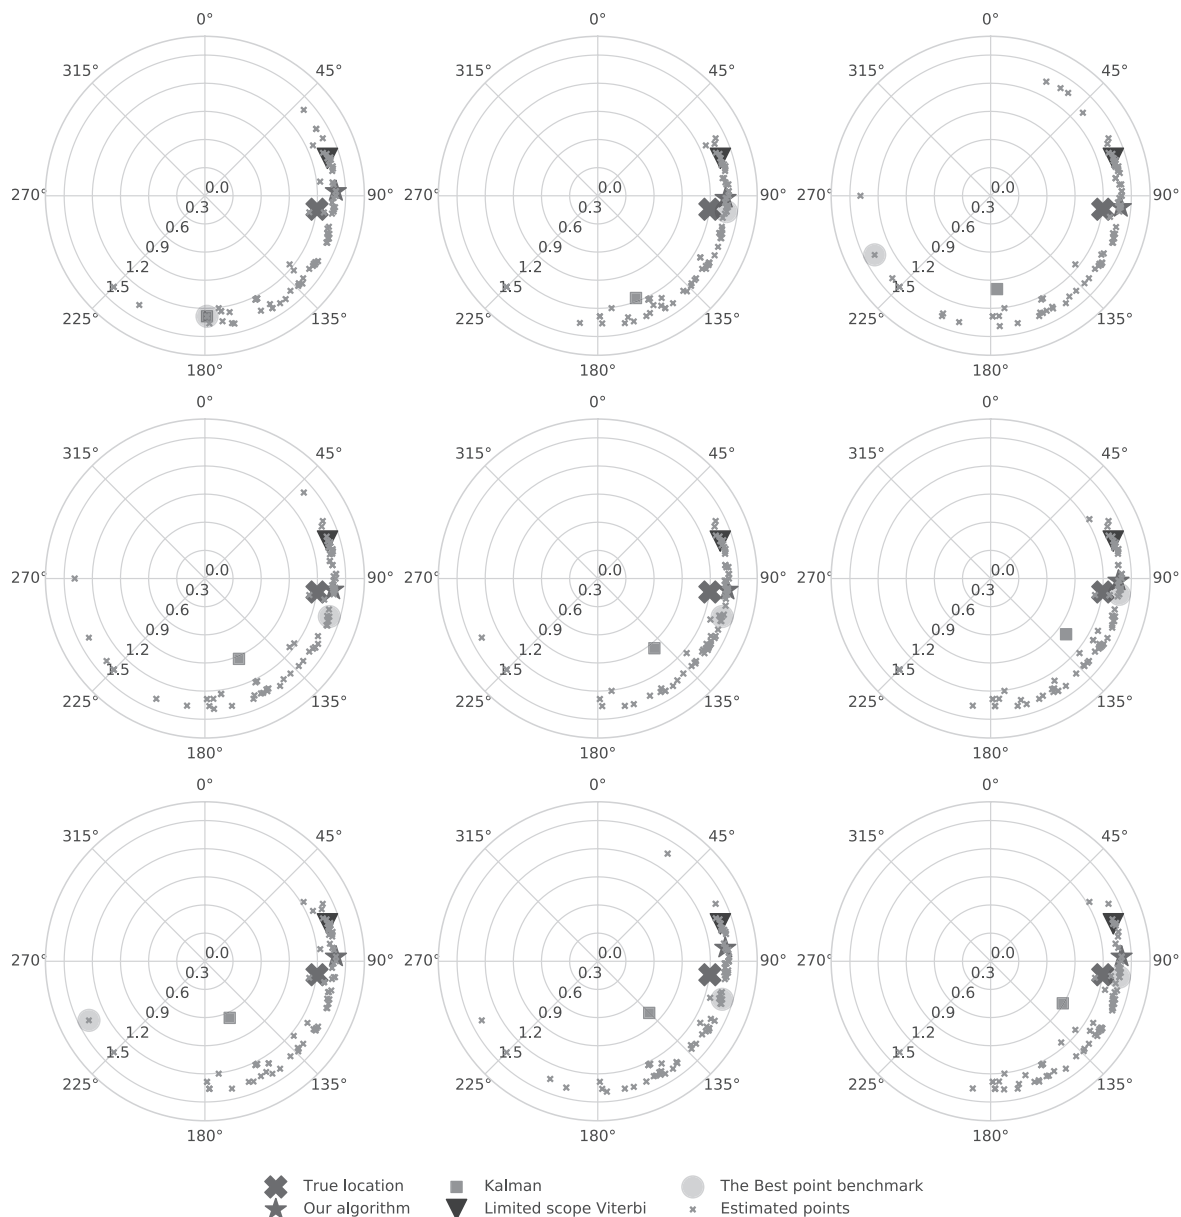 0° 0° 0°
315° 45° 315° 45° 315° 45°
270° 0.0 90° 270° 0.0 90° 270° 0.0 90°
0.3 0.3 0.3
0.6 0.6 0.6
0.9 0.9 0.9
1.2 1.2 1.2
1.5 1.5 1.5
225° 135° 225° 135° 225° 135°
180° 180° 180°
0° 0° 0°
315° 45° 315° 45° 315° 45°
270° 0.0 90° 270° 0.0 90° 270° 0.0 90°
0.3 0.3 0.3
0.6 0.6 0.6
0.9 0.9 0.9
1.2 1.2 1.2
1.5 1.5 1.5
225° 135° 225° 135° 225° 135°
180° 180° 180°
0° 0° 0°
315° 45° 315° 45° 315° 45°
270° 0.0 90° 270° 0.0 90° 270° 0.0 90°
0.3 0.3 0.3
0.6 0.6 0.6
0.9 0.9 0.9
1.2 1.2 1.2
1.5 1.5 1.5
225° 135° 225° 135° 225° 135°
180° 180° 180°
True location Kalman The Best point benchmark
Our algorithm Limited scope Viterbi Estimated points